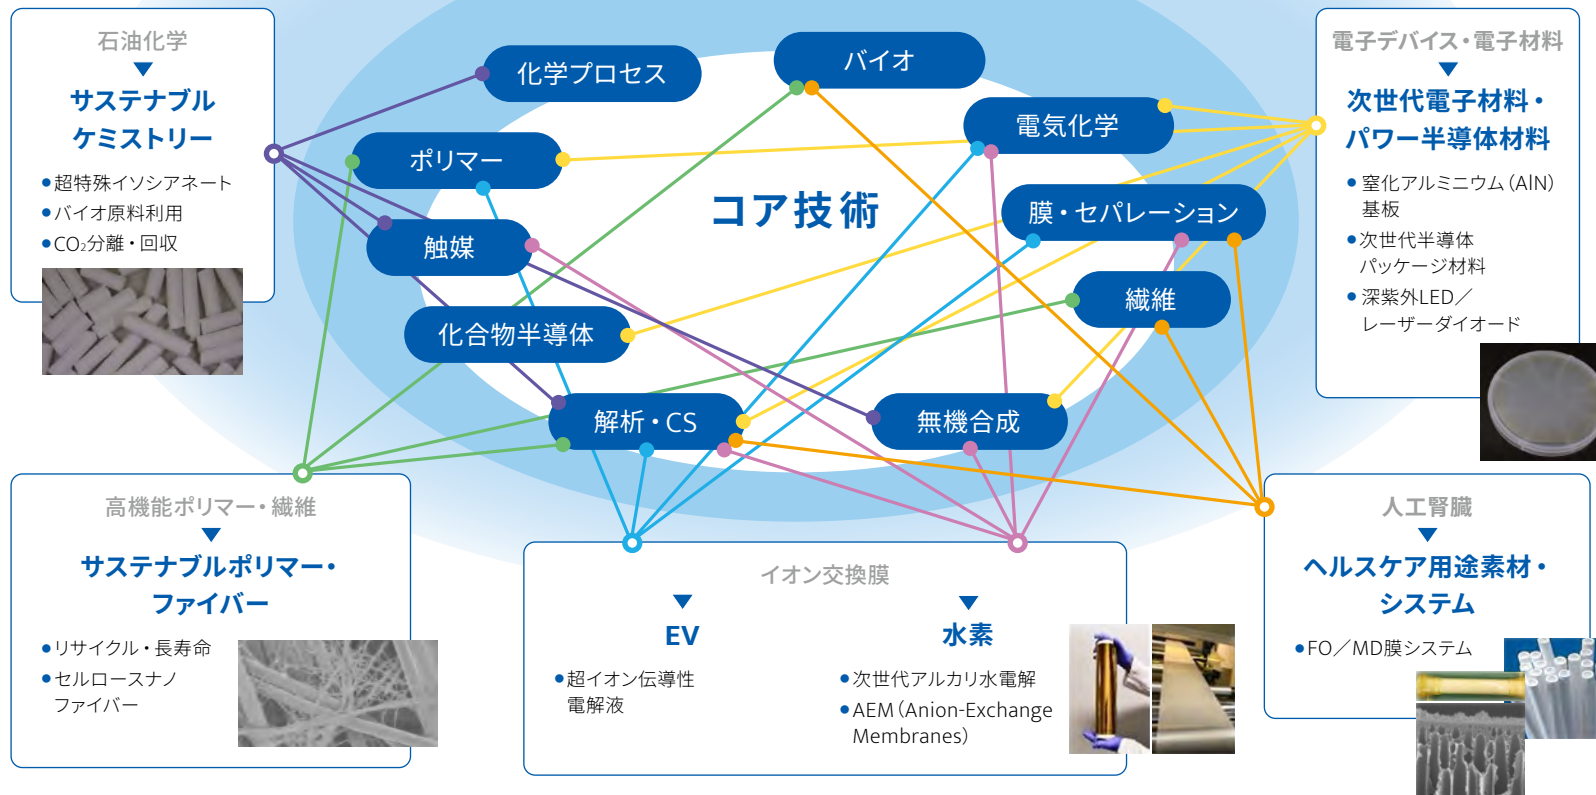 石油化学
サステナブル
ケミストリー
●超特殊イソシアネート
●バイオ原料利用
●CO₂分離・回収
化学プロセス
バイオ
電気化学
ポリマー
コア技術
膜・セパレーション
触媒
繊維
化合物半導体
解析・CS
無機合成
電子デバイス・電子材料
次世代電子材料・
パワー半導体材料
●窒化アルミニウム(AlN)
基板
●次世代半導体
パッケージ材料
●深紫外LED／
レーザーダイオード
高機能ポリマー・繊維
サステナブルポリマー・
ファイバー
●リサイクル・長寿命
●セルロースナノ
ファイバー
イオン交換膜
EV
●超イオン伝導性
電解液
水素
●次世代アルカリ水電解
●AEM(Anion-Exchange
Membranes)
人工腎臓
ヘルスケア用途素材・
システム
●FO／MD膜システム